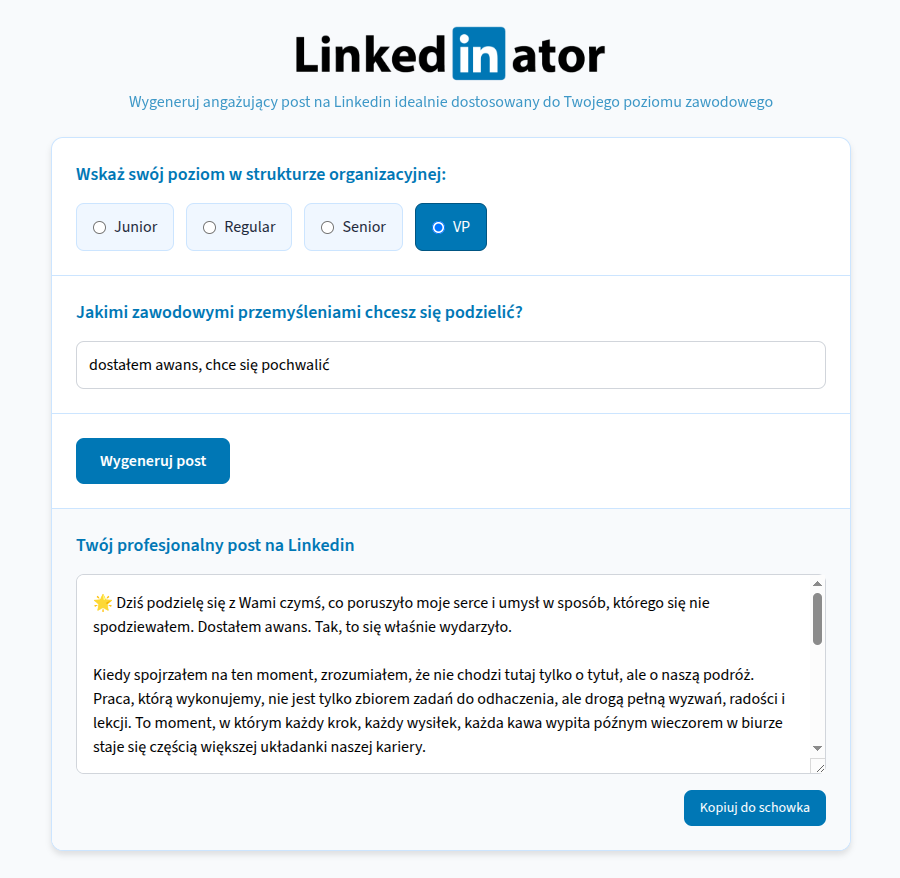 Linkedinator
Wygeneruj angażujący post na Linkedin idealnie dostosowany do Twojego poziomu zawodowego
Wskaż swój poziom w strukturze organizacyjnej:
Junior
Regular
Senior
VP
Jakimi zawodowymi przemyśleniami chcesz się podzielić?
dostałem awans, chce się pochwalić
Wygeneruj post
Twój profesjonalny post na Linkedin
🌟 Dziś podzielę się z Wami czymś, co poruszyło moje serce i umysł w sposób, którego się nie
spodziewałem. Dostałem awans. Tak, to się właśnie wydarzyło.
Kiedy spojrzałem na ten moment, zrozumiałem, że nie chodzi tutaj tylko o tytuł, ale o naszą podróż.
Praca, którą wykonujemy, nie jest tylko zbiorem zadań do odhaczenia, ale drogą pełną wyzwań, radości i
lekcji. To moment, w którym każdy krok, każdy wysiłek, każda kawa wypita późnym wieczorem w biurze
staje się częścią większej układanki naszej kariery.
Kopiuj do schowka